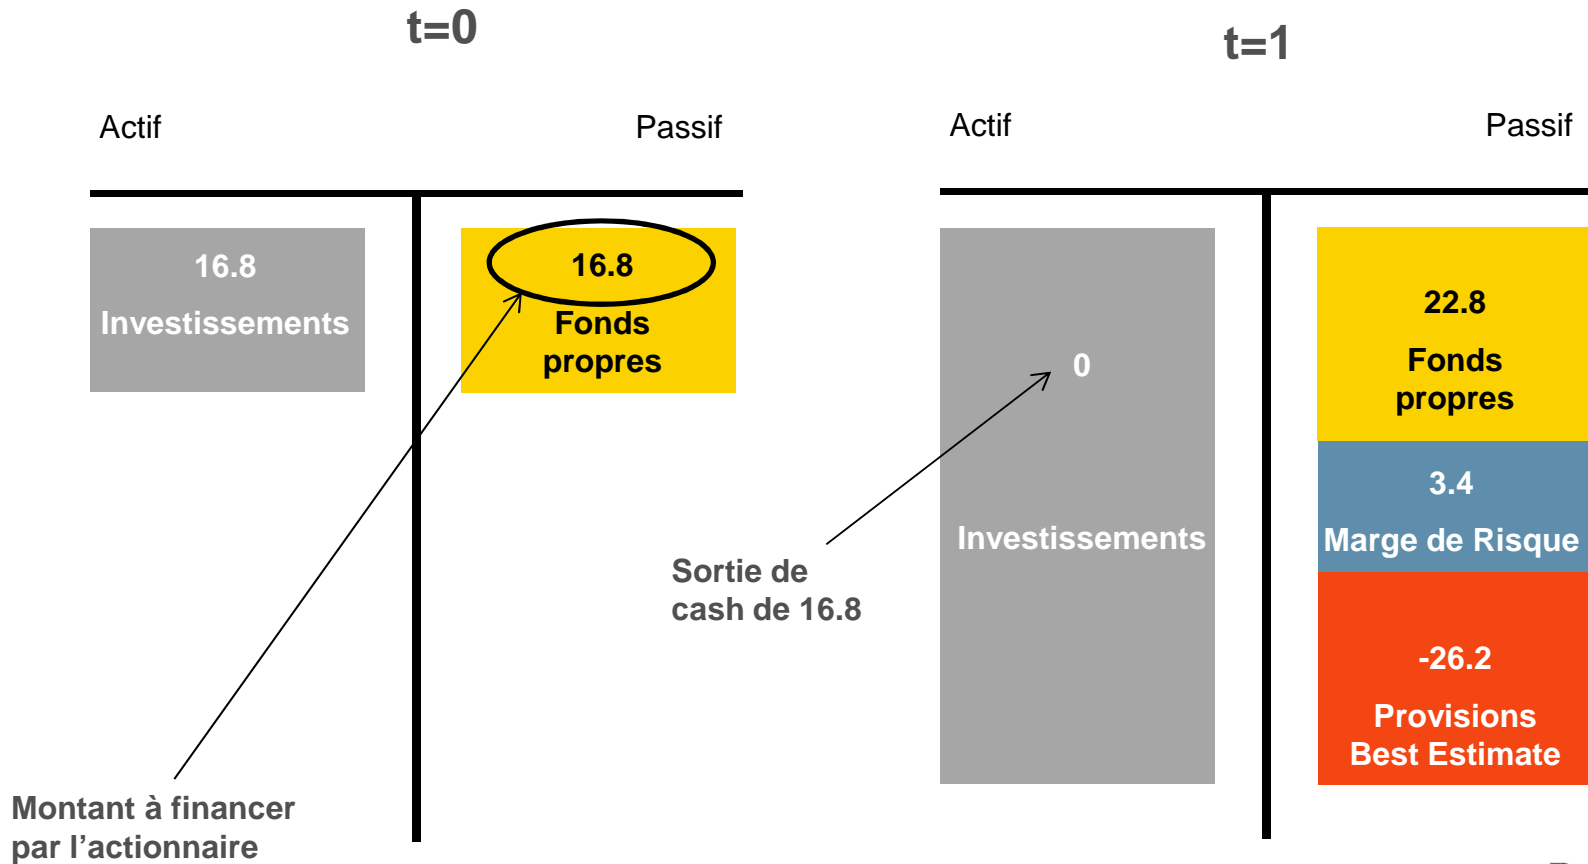 t=0
Actif
Passif
16.8
Investissements
16.8
Fonds
propres
Montant à financer
par l’actionnaire
t=1
Actif
Passif
0
Investissements
Sortie de
cash de 16.8
22.8
Fonds
propres
3.4
Marge de Risque
-26.2
Provisions
Best Estimate